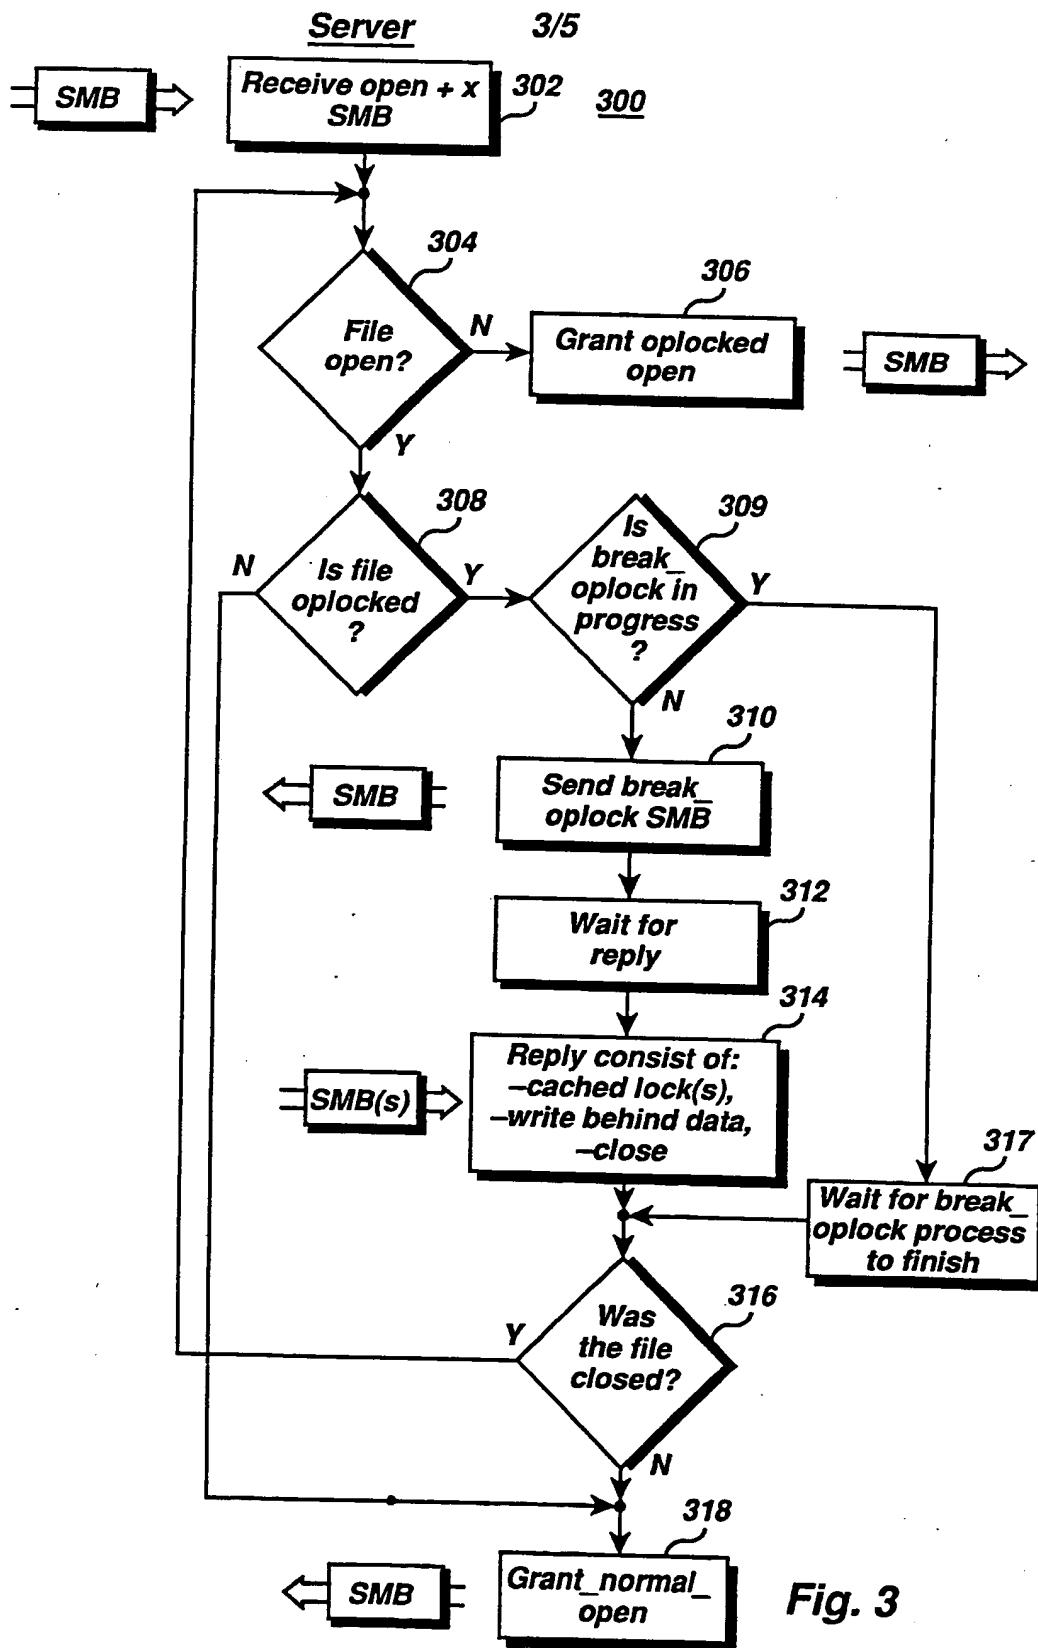 Server 3/5
SMB
Receive open + x
SMB
302
300
304
File
open?
N
Y
306
Grant oplocked
open
SMB
308
Is file
oplocked
?
N
Y
309
Is
break_
oplock in
progress
?
Y
N
310
Send break_
oplock SMB
SMB
312
Wait for
reply
314
Reply consist of:
–cached lock(s),
–write behind data,
–close
SMB(s)
317
Wait for break_
oplock process
to finish
316
Was
the file
closed?
Y
N
318
Grant_normal_
open
SMB
Fig. 3